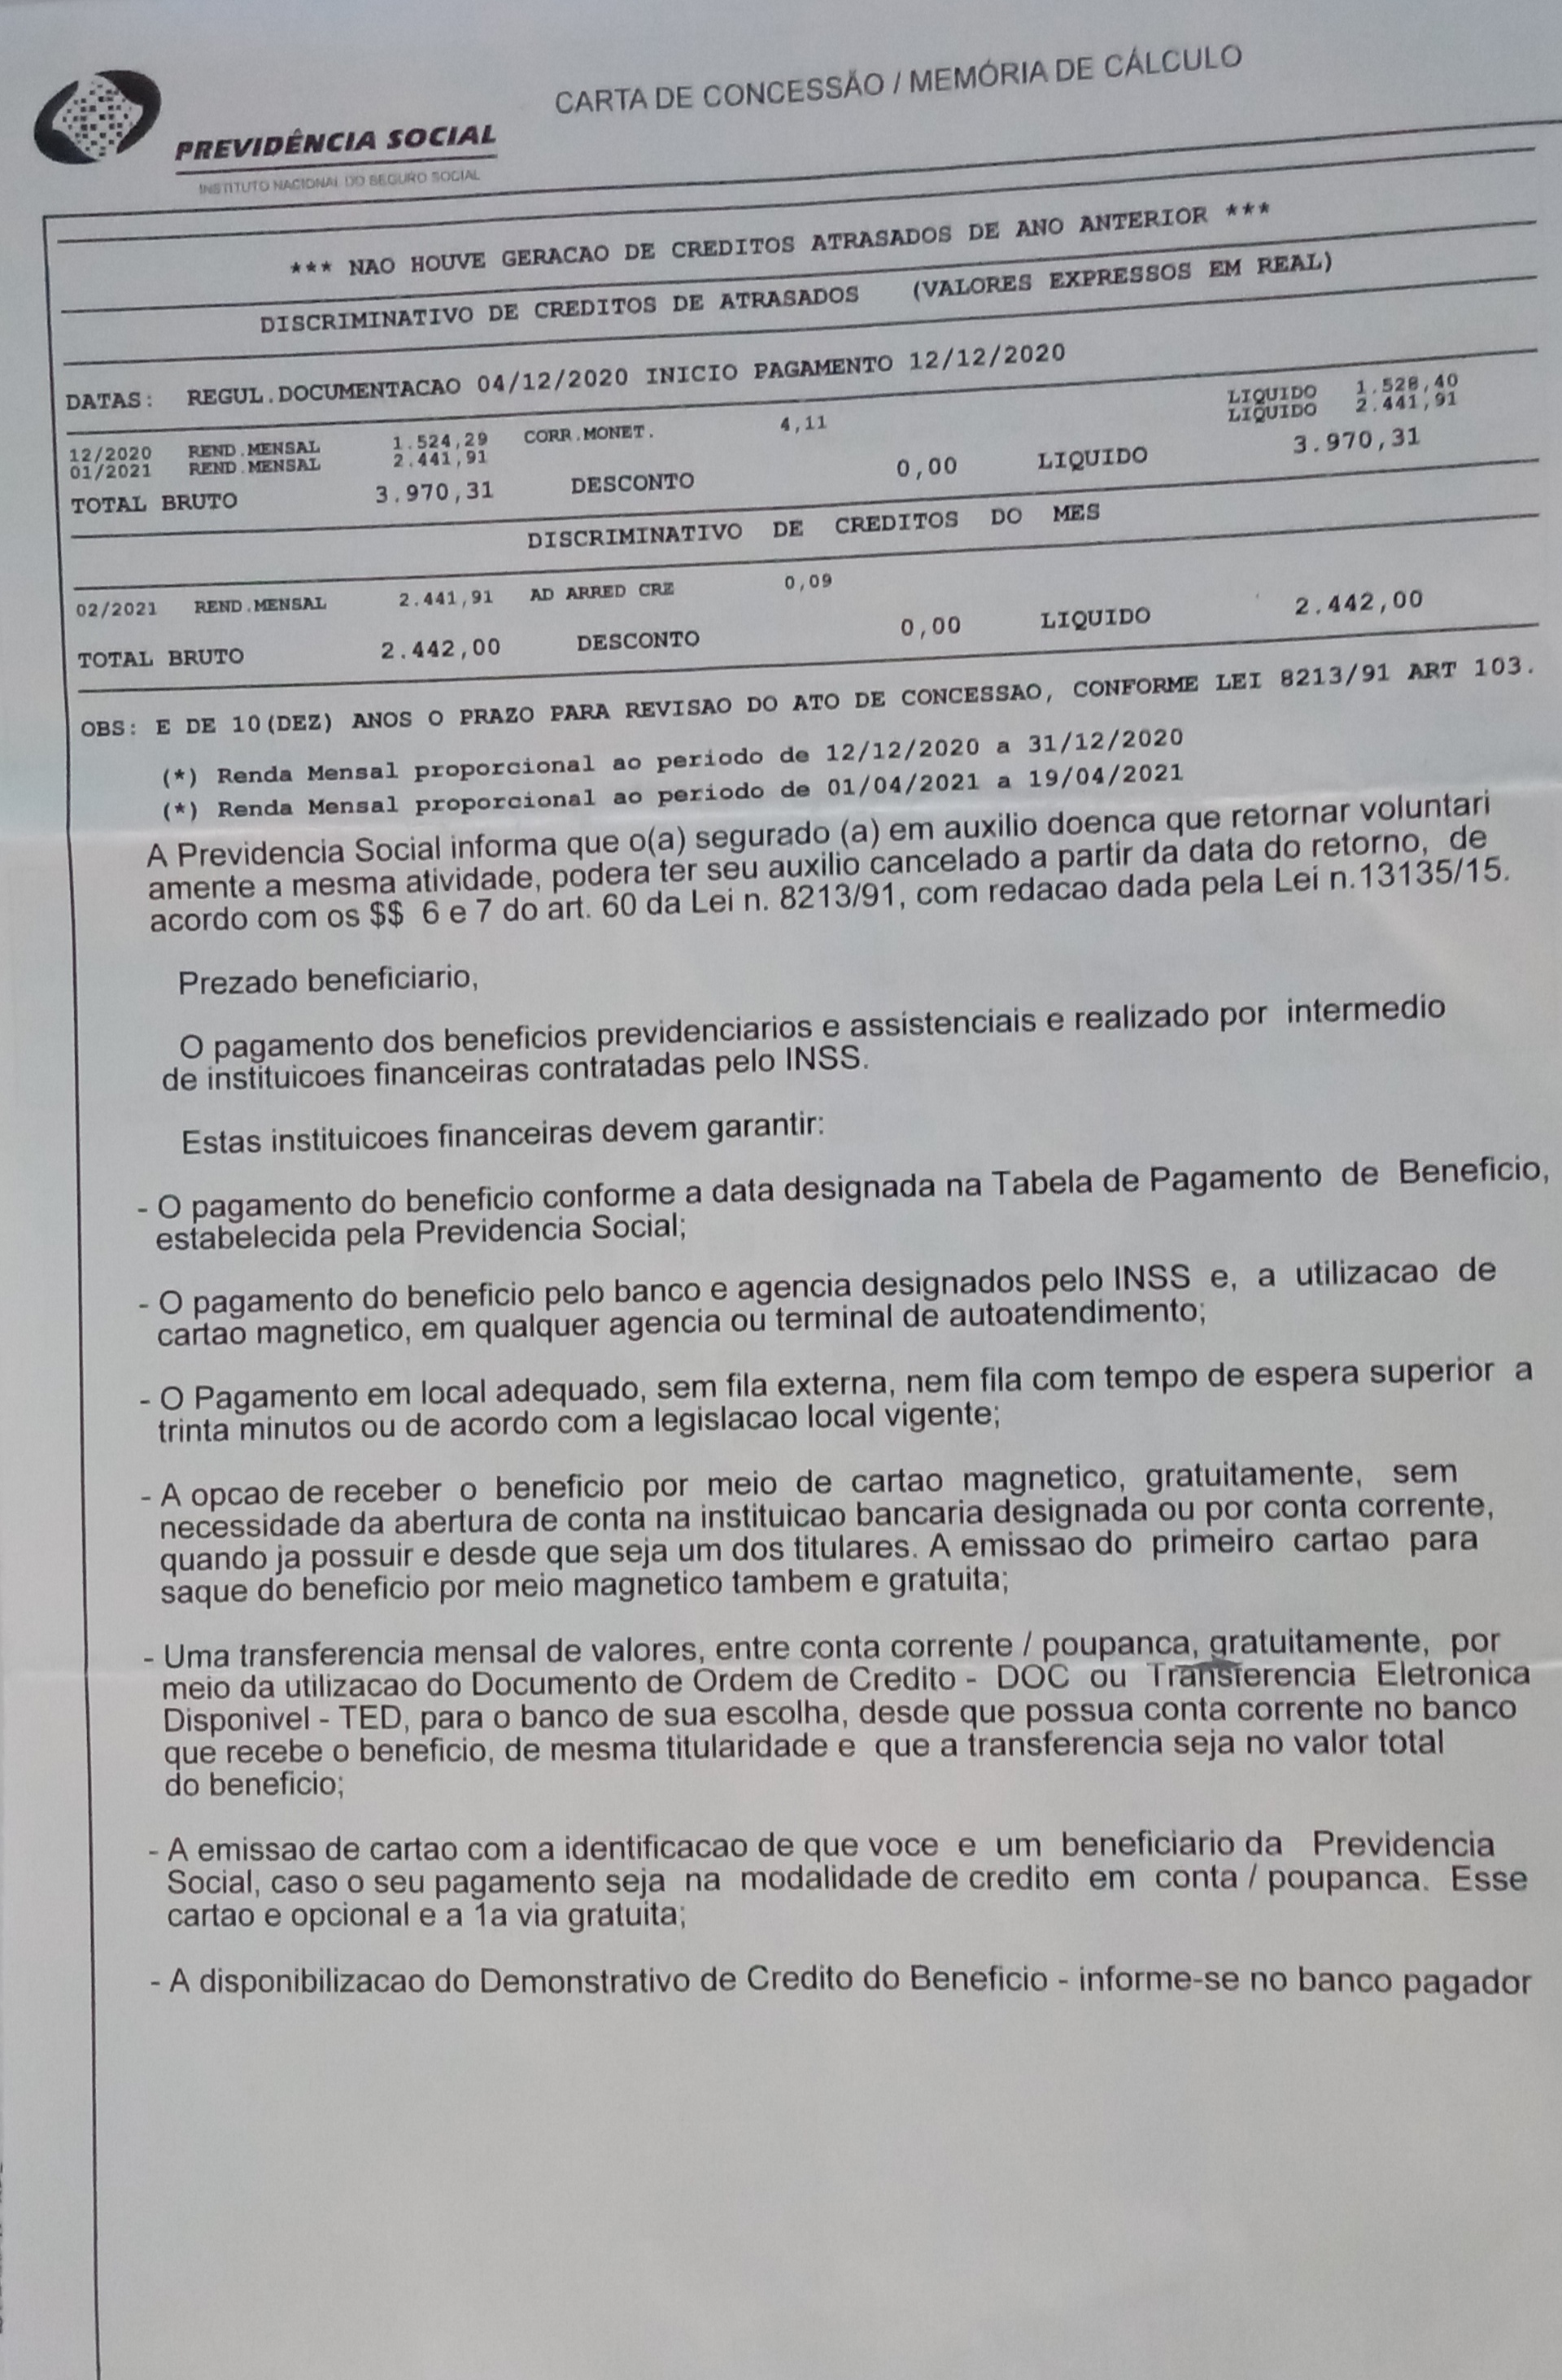 CARTA DE CONCESSÃO / MEMÓRIA DE CÁLCULO
PREVIDÊNCIA SOCIAL
INSTITUTO NACIONAL DO SEGURO SOCIAL
*** NAO HOUVE GERACAO DE CREDITOS ATRASADOS DE ANO ANTERIOR ***
DISCRIMINATIVO DE CREDITOS DE ATRASADOS (VALORES EXPRESSOS EM REAL)
DATAS: REGUL.DOCUMENTACAO 04/12/2020 INICIO PAGAMENTO 12/12/2020
12/2020 REND.MENSAL 1.524,29 CORR.MONET. 4,11 LIQUIDO 1.528,40
01/2021 REND.MENSAL 2.441,91 LIQUIDO 2.441,91
TOTAL BRUTO 3.970,31 DESCONTO 0,00 LIQUIDO 3.970,31
DISCRIMINATIVO DE CREDITOS DO MES
02/2021 REND.MENSAL 2.441,91 AD ARRED CRE 0,09
TOTAL BRUTO 2.442,00 DESCONTO 0,00 LIQUIDO 2.442,00
OBS: E DE 10(DEZ) ANOS O PRAZO PARA REVISAO DO ATO DE CONCESSAO, CONFORME LEI 8213/91 ART 103.
(*) Renda Mensal proporcional ao periodo de 12/12/2020 a 31/12/2020
(*) Renda Mensal proporcional ao periodo de 01/04/2021 a 19/04/2021
A Previdencia Social informa que o(a) segurado (a) em auxilio doenca que retornar voluntari
amente a mesma atividade, podera ter seu auxilio cancelado a partir da data do retorno, de
acordo com os $$ 6 e 7 do art. 60 da Lei n. 8213/91, com redacao dada pela Lei n.13135/15.
Prezado beneficiario,
O pagamento dos beneficios previdenciarios e assistenciais e realizado por intermedio
de instituicoes financeiras contratadas pelo INSS.
Estas instituicoes financeiras devem garantir:
- O pagamento do beneficio conforme a data designada na Tabela de Pagamento de Beneficio,
estabelecida pela Previdencia Social;
- O pagamento do beneficio pelo banco e agencia designados pelo INSS e, a utilizacao de
cartao magnetico, em qualquer agencia ou terminal de autoatendimento;
- O Pagamento em local adequado, sem fila externa, nem fila com tempo de espera superior a
trinta minutos ou de acordo com a legislacao local vigente;
- A opcao de receber o beneficio por meio de cartao magnetico, gratuitamente, sem
necessidade da abertura de conta na instituicao bancaria designada ou por conta corrente,
quando ja possuir e desde que seja um dos titulares. A emissao do primeiro cartao para
saque do beneficio por meio magnetico tambem e gratuita;
- Uma transferencia mensal de valores, entre conta corrente / poupanca, gratuitamente, por
meio da utilizacao do Documento de Ordem de Credito - DOC ou Transferencia Eletronica
Disponivel - TED, para o banco de sua escolha, desde que possua conta corrente no banco
que recebe o beneficio, de mesma titularidade e que a transferencia seja no valor total
do beneficio;
- A emissao de cartao com a identificacao de que voce e um beneficiario da Previdencia
Social, caso o seu pagamento seja na modalidade de credito em conta / poupanca. Esse
cartao e opcional e a 1a via gratuita;
- A disponibilizacao do Demonstrativo de Credito do Beneficio - informe-se no banco pagador